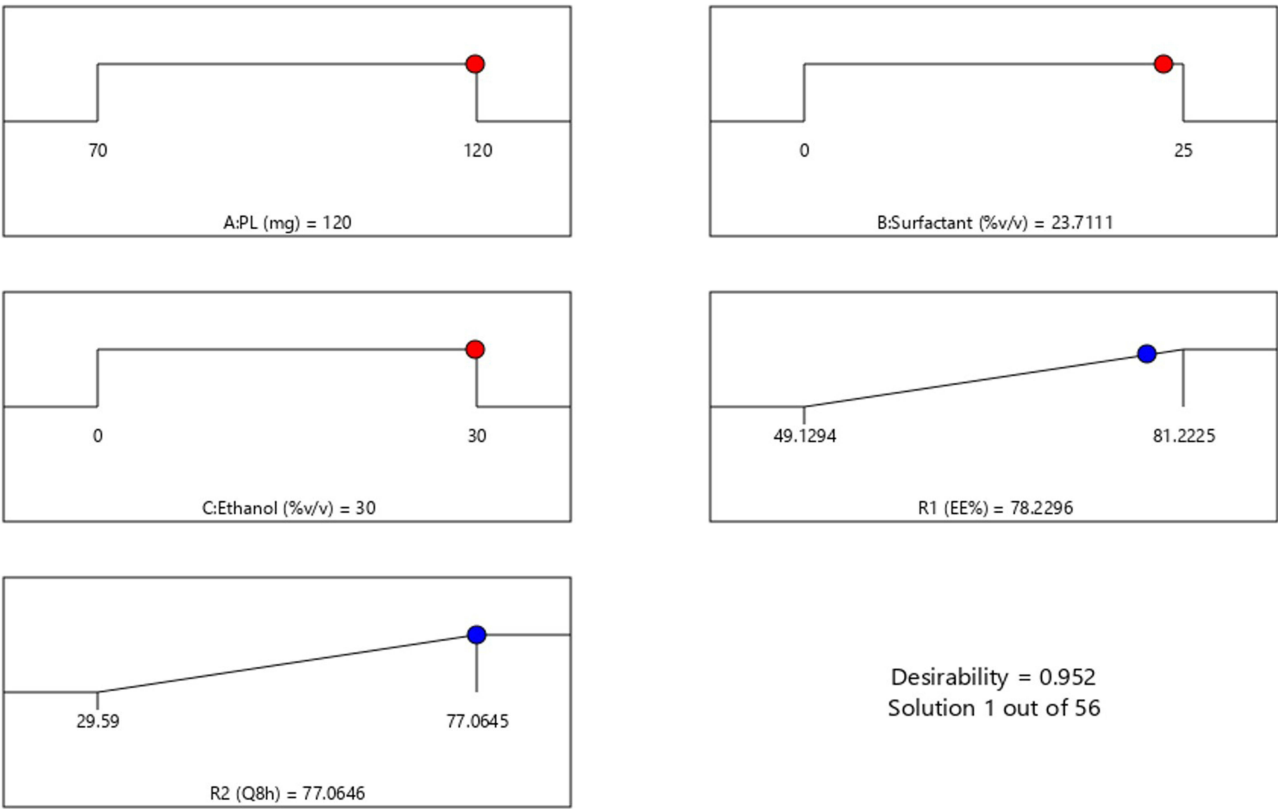 70
120
A:PL (mg) = 120
0
25
B:Surfactant (%v/v) = 23.7111
0
30
C:Ethanol (%v/v) = 30
49.1294
81.2225
R1 (EE%) = 78.2296
29.59
77.0645
R2 (Q8h) = 77.0646
Desirability = 0.952
Solution 1 out of 56